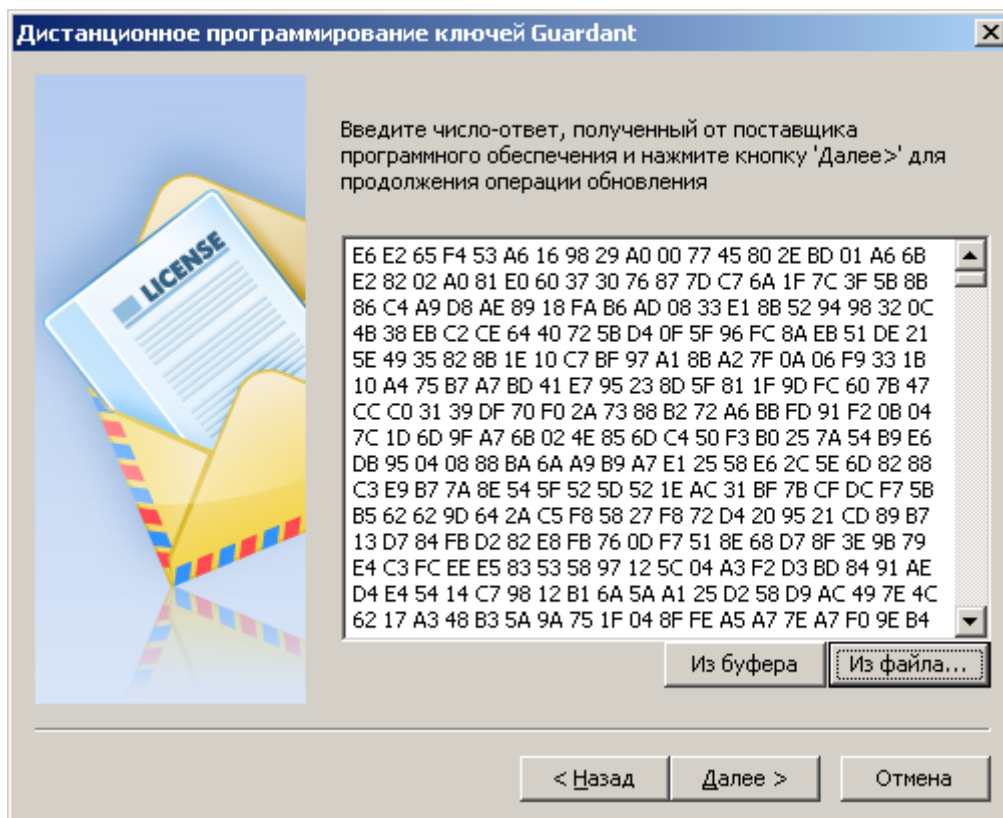 Дистанционное программирование ключей Guardant
Введите число-ответ, полученный от поставщика
программного обеспечения и нажмите кнопку 'Далее>' для
продолжения операции обновления
LICENSE
E6 E2 65 F4 53 A6 16 98 29 A0 00 77 45 80 2E BD 01 A6 6B
E2 82 02 A0 81 E0 60 37 30 76 87 7D C7 6A 1F 7C 3F 5B 8B
86 C4 A9 D8 AE 89 18 FA B6 AD 08 33 E1 8B 52 94 98 32 0C
4B 38 EB C2 CE 64 40 72 5B D4 0F 5F 96 FC 8A EB 51 DE 21
5E 49 35 82 8B 1E 10 C7 BF 97 A1 8B A2 7F 0A 06 F9 33 1B
10 A4 75 B7 A7 BD 41 E7 95 23 8D 5F 81 1F 9D FC 60 7B 47
CC C0 31 39 DF 70 F0 2A 73 88 B2 72 A6 BB FD 91 F2 0B 04
7C 1D 6D 9F A7 6B 02 4E 85 6D C4 50 F3 B0 25 7A 54 B9 E6
DB 95 04 08 88 BA 6A A9 B9 A7 E1 25 58 E6 2C 5E 6D 82 88
C3 E9 B7 7A 8E 54 5F 52 5D 52 1E AC 31 BF 7B CF DC F7 5B
B5 62 62 9D 64 2A C5 F8 58 27 F8 72 D4 20 95 21 CD 89 B7
13 D7 84 FB D2 82 E8 FB 76 0D F7 51 8E 68 D7 8F 3E 9B 79
E4 C3 FC EE E5 83 53 58 97 12 5C 04 A3 F2 D3 BD 84 91 AE
D4 E4 54 14 C7 98 12 B1 6A 5A A1 25 D2 58 D9 AC 49 7E 4C
62 17 A3 48 B3 5A 9A 75 1F 04 8F FE A5 A7 7E A7 F0 9E B4
Из буфера
Из файла...
< Назад
Далее >
Отмена